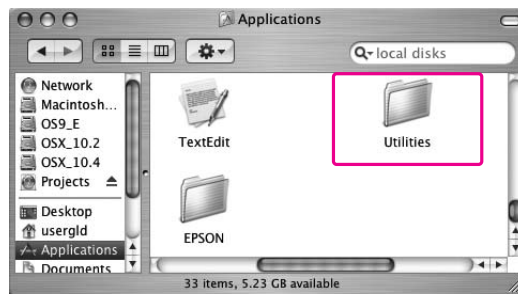 Applications
local disks
Network
Macintosh...
OS9_E
OSX_10.2
OSX_10.4
Projects
Desktop
usergld
Applications
Documents
TextEdit
Utilities
EPSON
33 items, 5.23 GB available